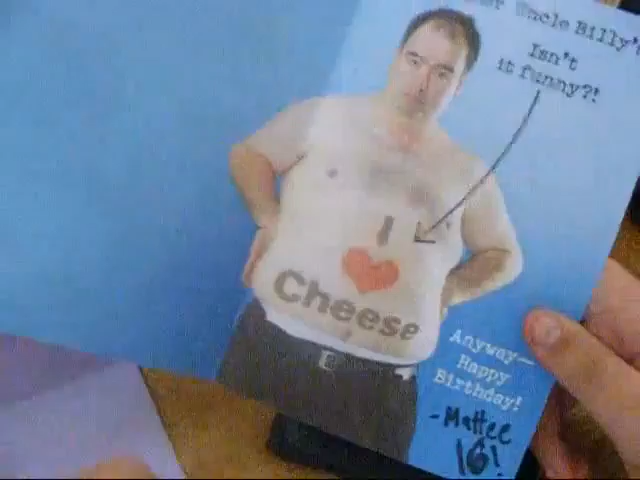 Uncle Billy's
Isn't
it funny?!
I
Cheese
Anyway—
Happy
Birthday!
-Mattee
16!